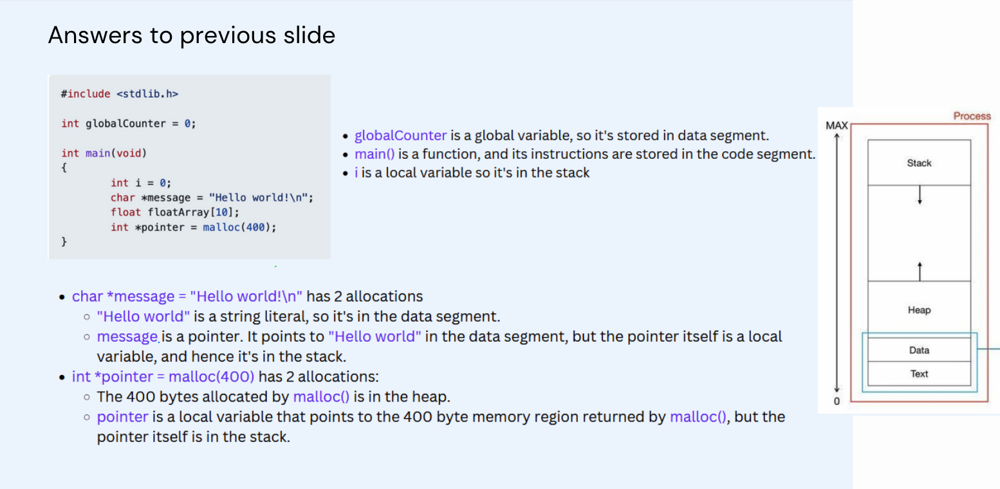 Answers to previous slide
#include <stdlib.h>
int globalCounter = 0;
int main(void)
{
int i = 0;
char *message = "Hello world!\n";
float floatArray[10];
int *pointer = malloc(400);
}
• globalCounter is a global variable, so it's stored in data segment.
• main() is a function, and its instructions are stored in the code segment.
• i is a local variable so it's in the stack
• char *message = "Hello world!\n" has 2 allocations
◦ "Hello world" is a string literal, so it's in the data segment.
◦ message is a pointer. It points to "Hello world" in the data segment, but the pointer itself is a local
variable, and hence it's in the stack.
• int *pointer = malloc(400) has 2 allocations:
◦ The 400 bytes allocated by malloc() is in the heap.
◦ pointer is a local variable that points to the 400 byte memory region returned by malloc(), but the
pointer itself is in the stack.
Process
MAX
Stack
Heap
Data
Text
0